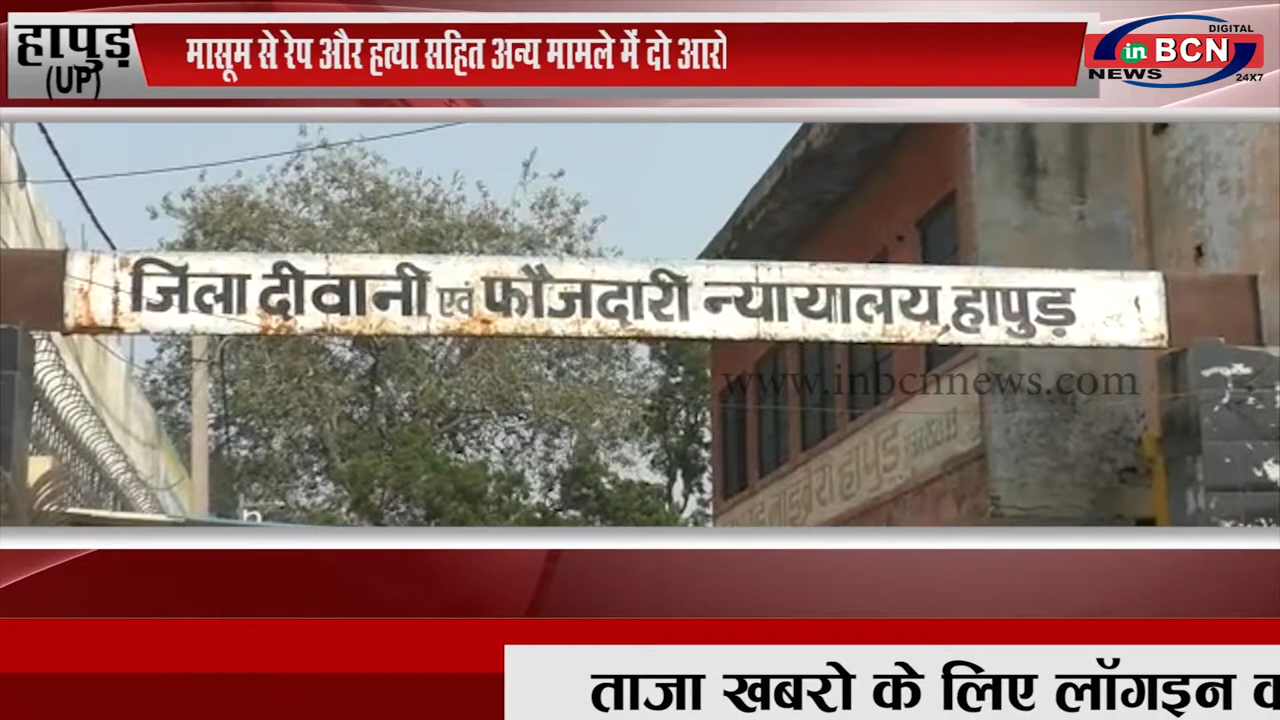 हापुड़
(UP)
मासूम से रेप और हत्या सहित अन्य मामले में दो आरो
DIGITAL
in BCN
NEWS 24X7
जिला दीवानी एवं फौजदारी न्यायालय, हापुड़
www.inbcnnews.com
हापुड़
ताजा खबरो के लिए लॉगइन क